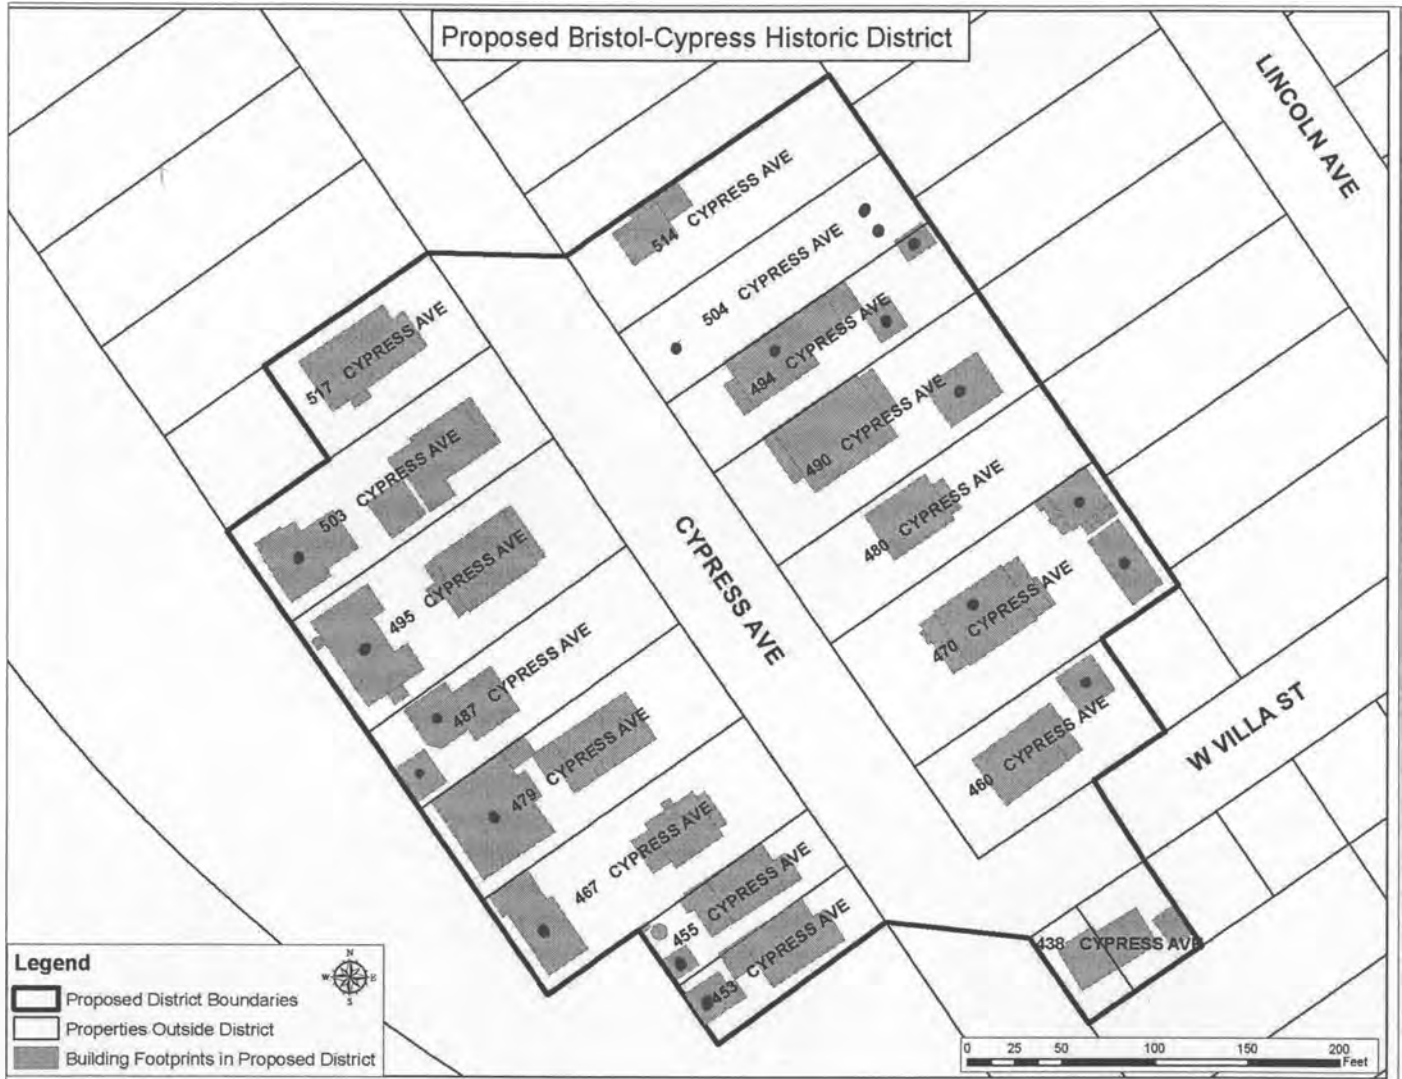 Proposed Bristol-Cypress Historic District
LINCOLN AVE
514 CYPRESS AVE
504 CYPRESS AVE
517 CYPRESS AVE
494 CYPRESS AVE
490 CYPRESS AVE
503 CYPRESS AVE
480 CYPRESS AVE
495 CYPRESS AVE
CYPRESS AVE
470 CYPRESS AVE
487 CYPRESS AVE
460 CYPRESS AVE
W VILLA ST
479 CYPRESS AVE
467 CYPRESS AVE
455 CYPRESS AVE
453 CYPRESS AVE
438 CYPRESS AVE
Legend
N
W E
S
Proposed District Boundaries
Properties Outside District
Building Footprints in Proposed District
0 25 50 100 150 200
Feet